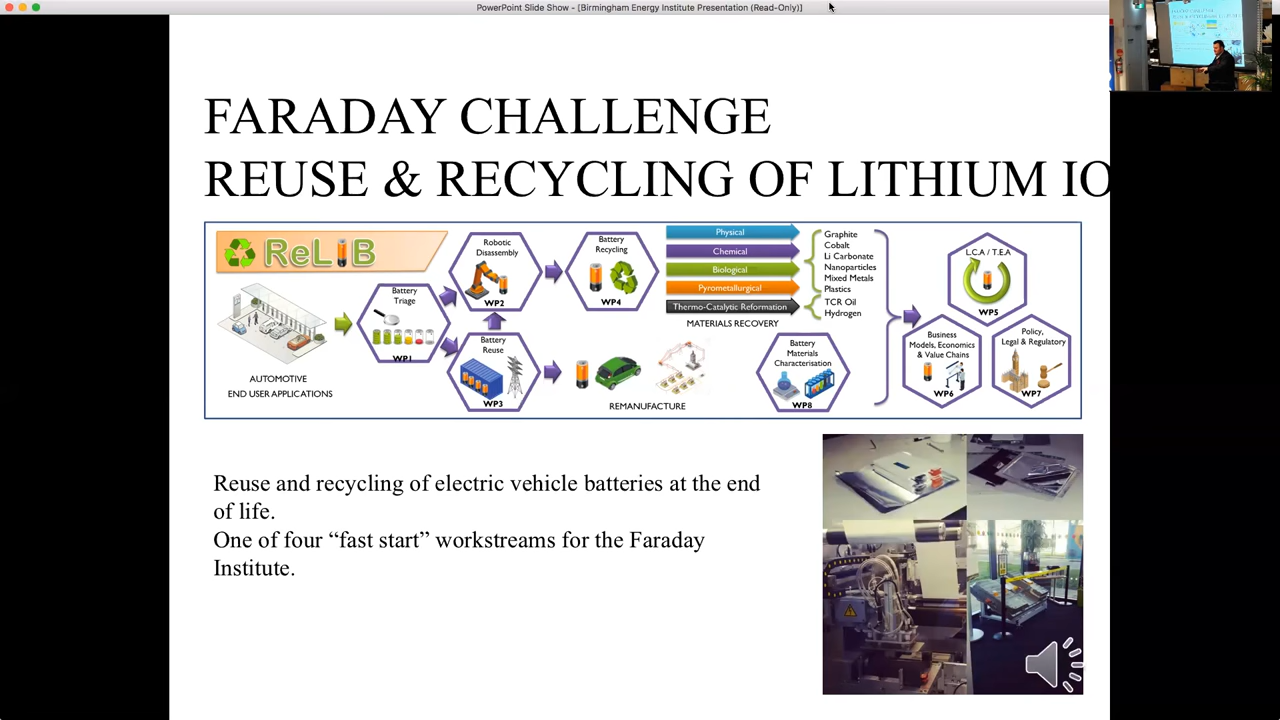 PowerPoint Slide Show - [Birmingham Energy Institute Presentation (Read-Only)]
FARADAY CHALLENGE
REUSE & RECYCLING OF LITHIUM IO
ReLiB
AUTOMOTIVE
END USER APPLICATIONS
Battery
Triage
WP1
Robotic
Disassembly
WP2
Battery
Reuse
WP3
Battery
Recycling
WP4
REMANUFACTURE
Physical
Chemical
Biological
Pyrometallurgical
Thermo-Catalytic Reformation
MATERIALS RECOVERY
Graphite
Cobalt
Li Carbonate
Nanoparticles
Mixed Metals
Plastics
TCR Oil
Hydrogen
Battery
Materials
Characterisation
WP8
L.C.A / T.E.A
WP5
Business
Models, Economics
& Value Chains
WP6
Policy,
Legal & Regulatory
WP7
Reuse and recycling of electric vehicle batteries at the end
of life.
One of four “fast start” workstreams for the Faraday
Institute.